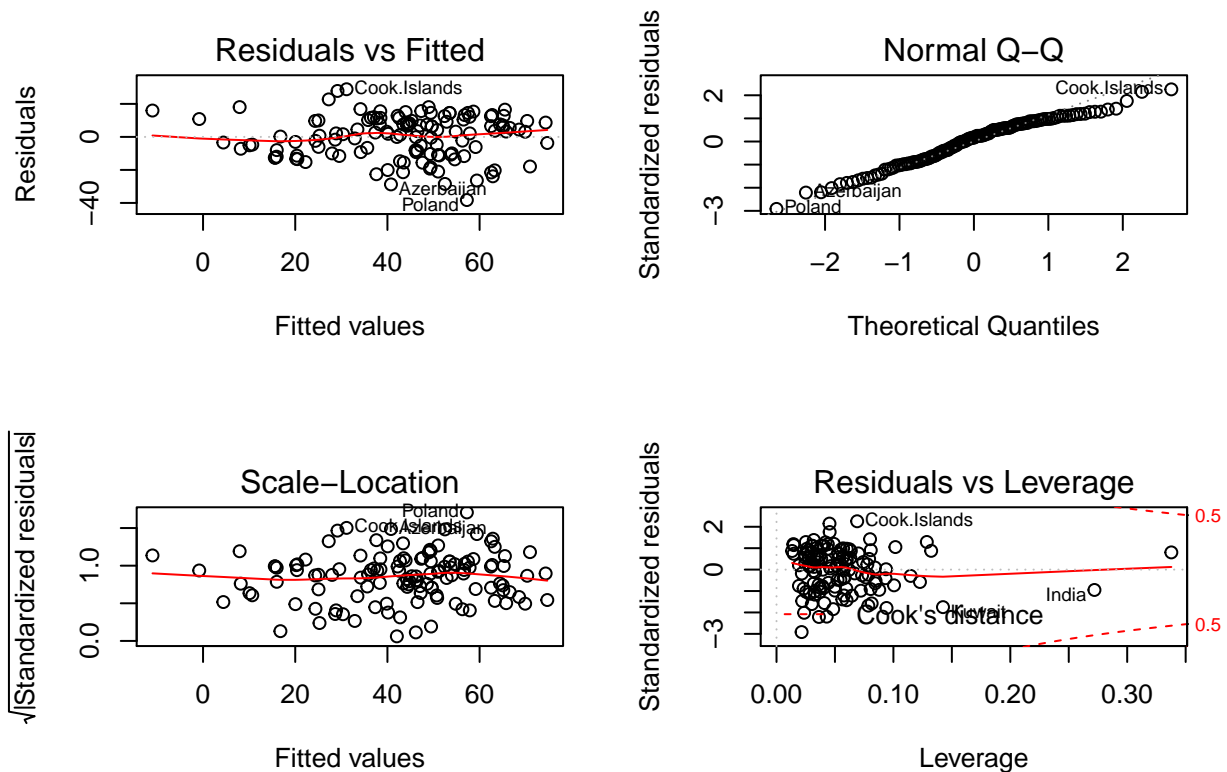 Residuals vs Fitted
Residuals
0
−40
Cook.Islands
Azerbaijan
Poland
0 20 40 60
Fitted values
Normal Q−Q
Standardized residuals
2
0
−3
Cook.Islands
Azerbaijan
Poland
−2 −1 0 1 2
Theoretical Quantiles
Scale−Location
√|Standardized residuals|
1.0
0.0
Poland
Cook.Islands
Azerbaijan
0 20 40 60
Fitted values
Residuals vs Leverage
Standardized residuals
2
0
−3
Cook.Islands
0.5
India
Kuwait
Cook's distance
0.5
0.00 0.10 0.20 0.30
Leverage